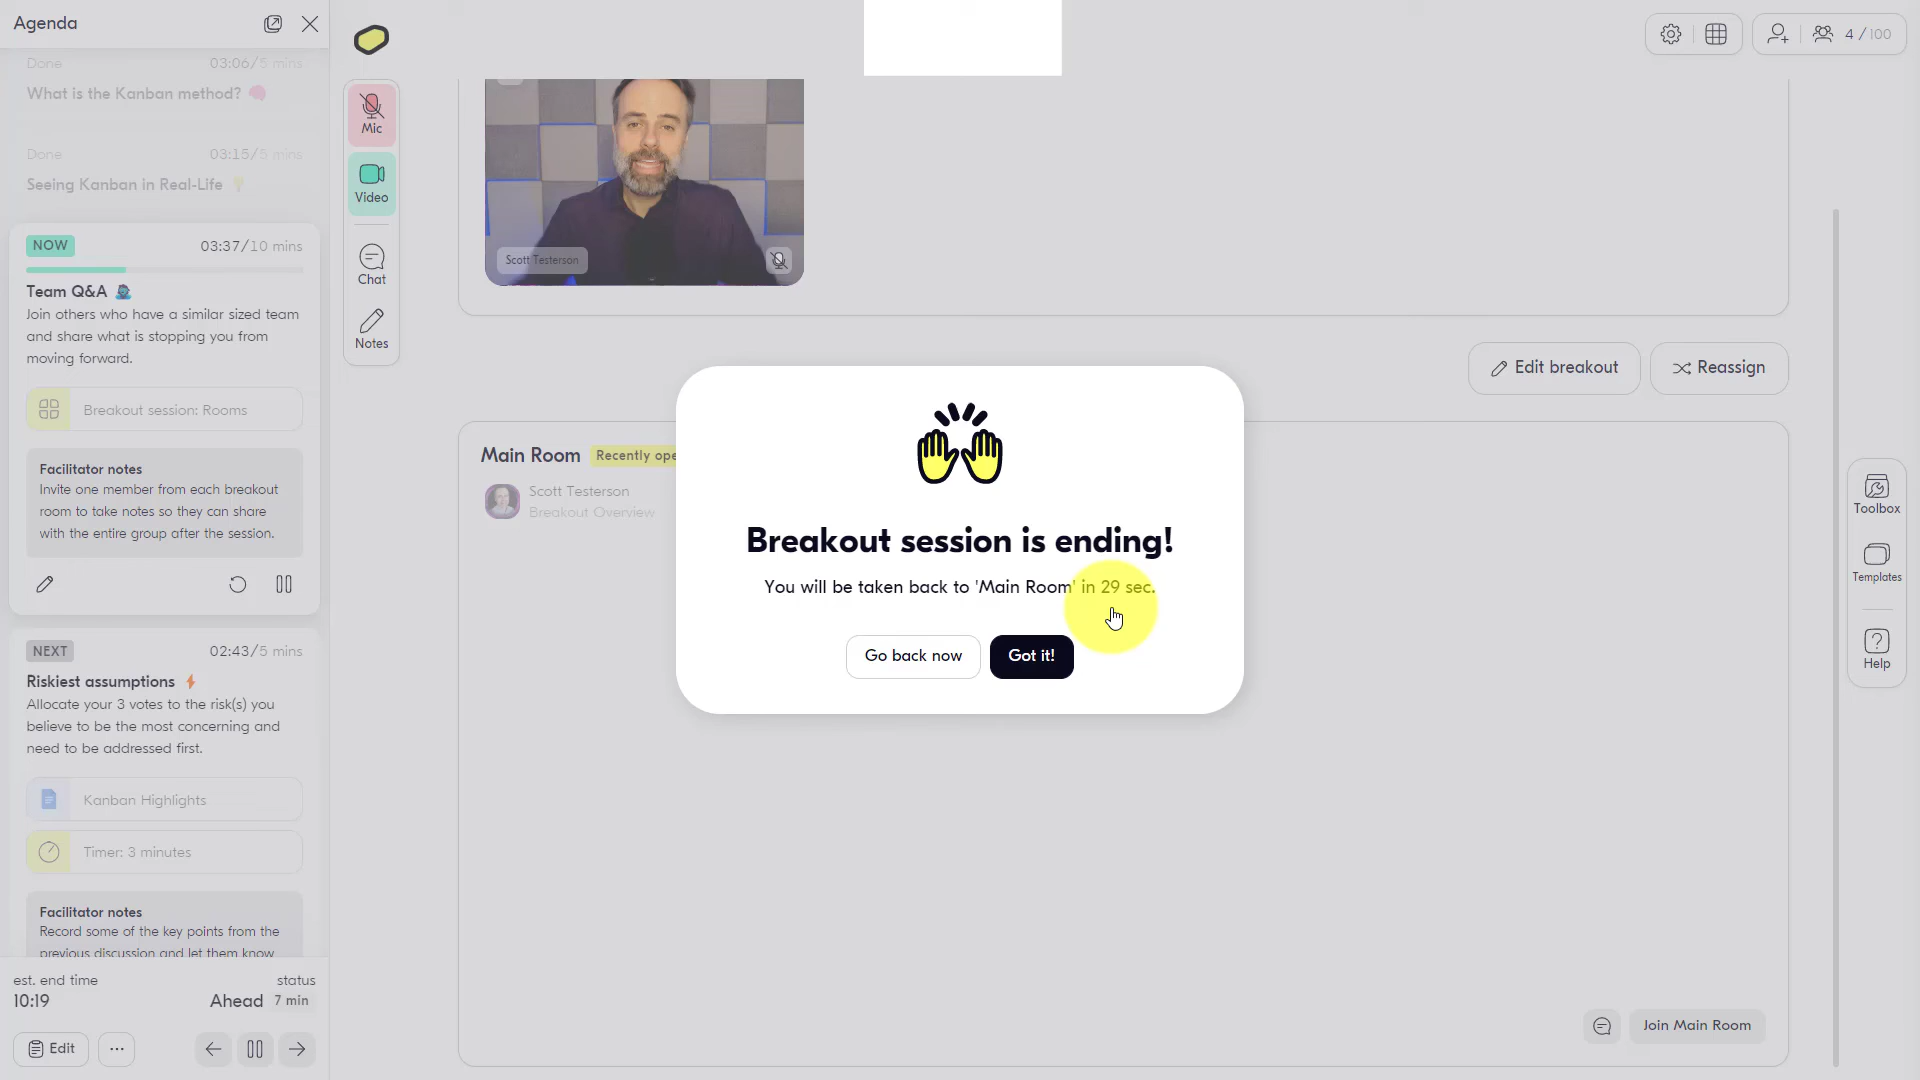 Agenda
Done
03:06/5 mins
What is the Kanban method?
Done
03:15/5 mins
Seeing Kanban in Real-Life
NOW
03:37/10 mins
Team Q&A
Join others who have a similar sized team
and share what is stopping you from
moving forward.
Breakout session: Rooms
Facilitator notes
Invite one member from each breakout
room to take notes so they can share
with the entire group after the session.
NEXT
02:43/5 mins
Riskiest assumptions
Allocate your 3 votes to the risk(s) you
believe to be the most concerning and
need to be addressed first.
Kanban Highlights
Timer: 3 minutes
Facilitator notes
Record some of the key points from the
previous discussion and let them know
est. end time
status
10:19
Ahead
7 min
Edit
Mic
Video
Chat
Notes
4 / 100
Scott Testerson
Edit breakout
Reassign
Main Room
Recently ope
Scott Testerson
Breakout Overview
Breakout session is ending!
You will be taken back to 'Main Room' in 29 sec.
Go back now
Got it!
Join Main Room
Toolbox
Templates
Help